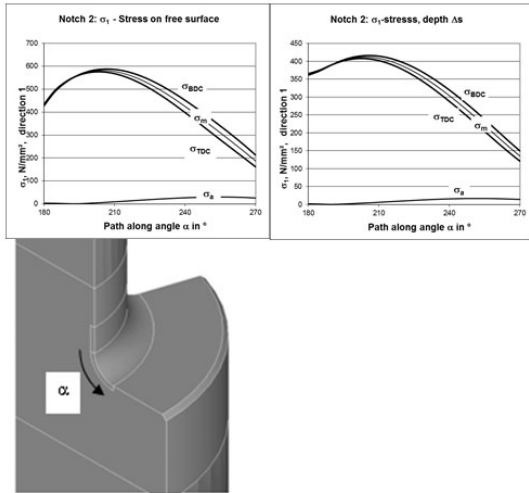 Notch 2: σ₁ - Stress on free surface
700
600
500
400
300
200
100
0
σ₁, N/mm², direction 1
σBDC
σm
σTDC
σa
180 210 240 270
Path along angle α in °
Notch 2: σ₁-stresss, depth Δs
450
400
350
300
250
200
150
100
50
0
σ₁, N/mm², direction 1
σBDC
σTDC
σm
σa
180 210 240 270
Path along angle α in °
α